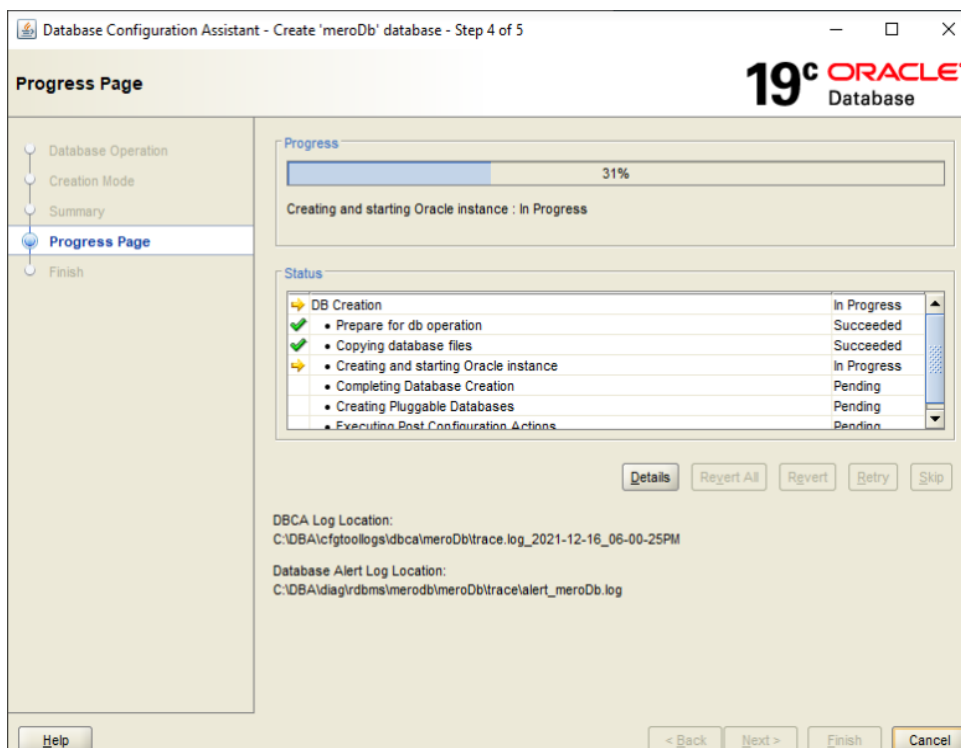 Database Configuration Assistant - Create 'meroDb' database - Step 4 of 5
Progress Page
19c ORACLE
Database
Database Operation
Creation Mode
Summary
Progress Page
Finish
Progress
31%
Creating and starting Oracle instance : In Progress
Status
DB Creation In Progress
• Prepare for db operation Succeeded
• Copying database files Succeeded
• Creating and starting Oracle instance In Progress
• Completing Database Creation Pending
• Creating Pluggable Databases Pending
• Executing Post Configuration Actions Pending
Details Revert All Revert Retry Skip
DBCA Log Location:
C:\DBA\cfgtoollogs\dbca\meroDb\trace.log_2021-12-16_06-00-25PM
Database Alert Log Location:
C:\DBA\diag\rdbms\merodb\meroDb\trace\alert_meroDb.log
Help < Back Next > Finish Cancel